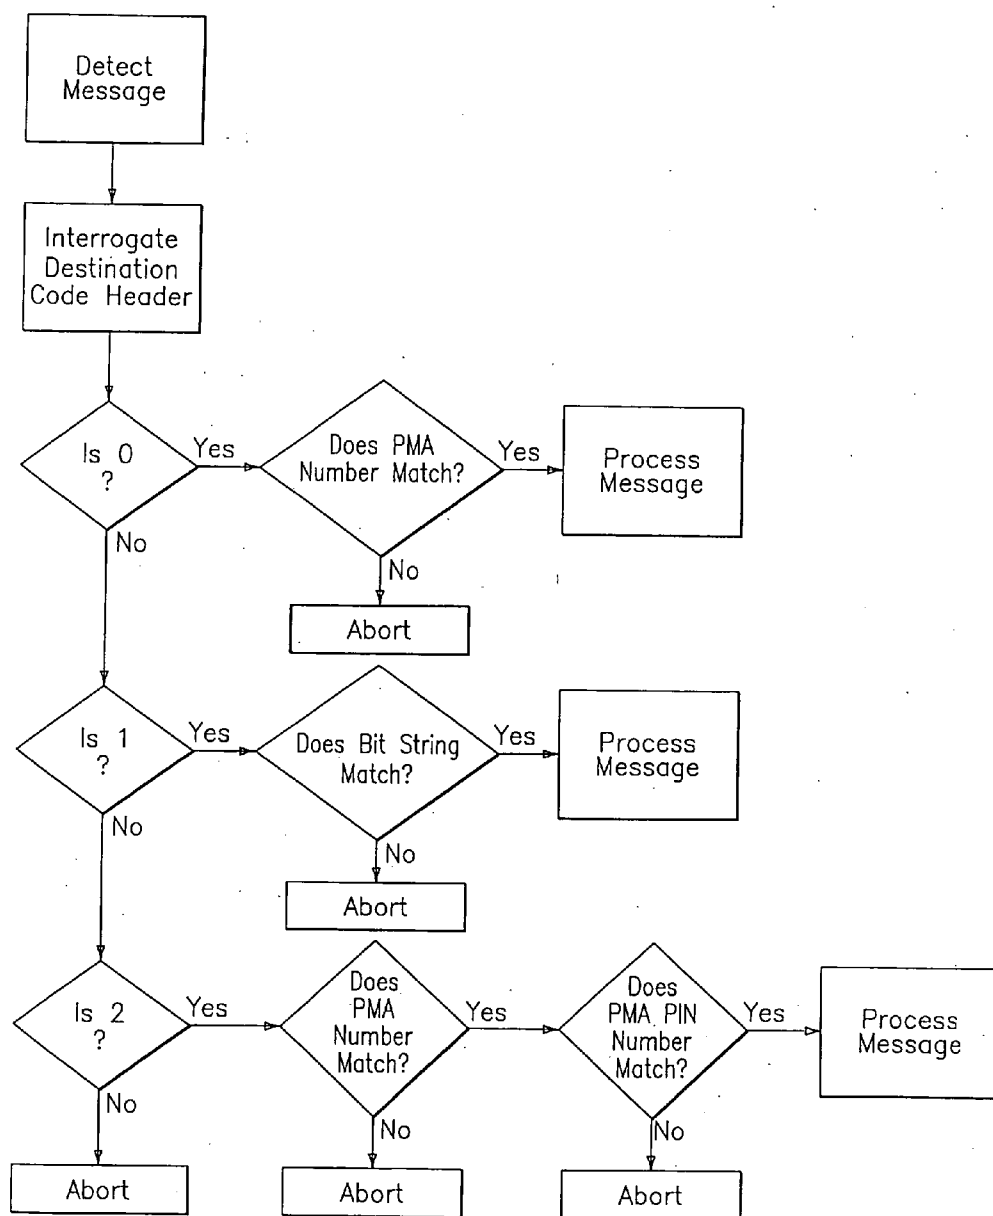 Detect
Message
Interrogate
Destination
Code Header
Is 0
?
Yes
Does PMA
Number Match?
Yes
Process
Message
No
No
Abort
Is 1
?
Yes
Does Bit String
Match?
Yes
Process
Message
No
No
Abort
Is 2
?
Yes
Does
PMA
Number
Match?
Yes
Does
PMA PIN
Number
Match?
Yes
Process
Message
No
No
No
Abort
Abort
Abort